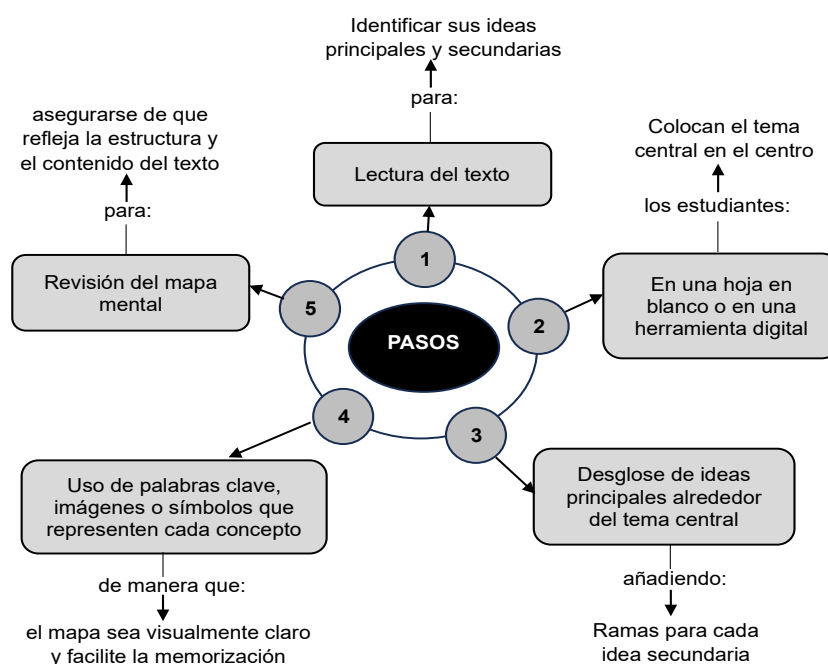 PASOS
1
Lectura del texto
para:
Identificar sus ideas
principales y secundarias
2
En una hoja en
blanco o en una
herramienta digital
los estudiantes:
Colocan el tema
central en el centro
3
Desglose de ideas
principales alrededor
del tema central
añadiendo:
Ramas para cada
idea secundaria
4
Uso de palabras clave,
imágenes o símbolos que
representen cada concepto
de manera que:
el mapa sea visualmente claro
y facilite la memorización
5
Revisión del mapa
mental
para:
asegurarse de que
refleja la estructura y
el contenido del texto